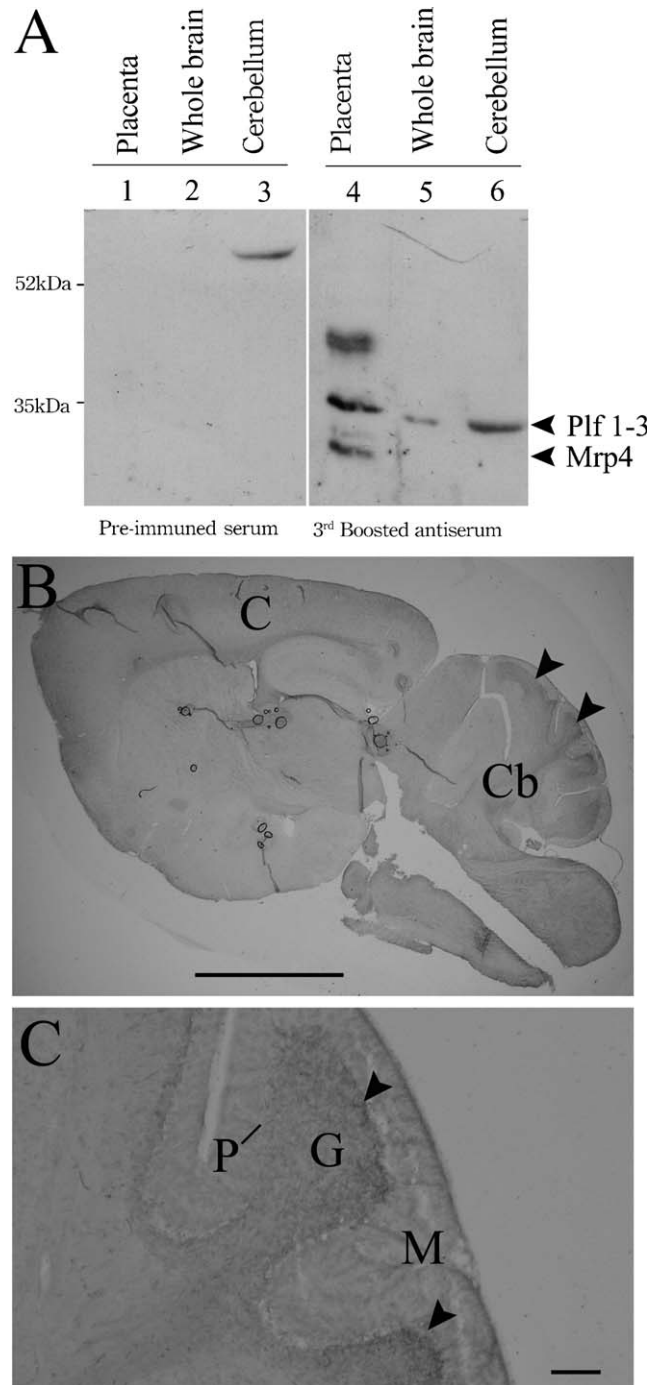 A
Placenta
Whole brain
Cerebellum
Placenta
Whole brain
Cerebellum
1 2 3 4 5 6
52kDa
35kDa
Plf 1-3
Mrp4
Pre-immuned serum 3rd Boosted antiserum
B
C
Cb
C
P
G
M